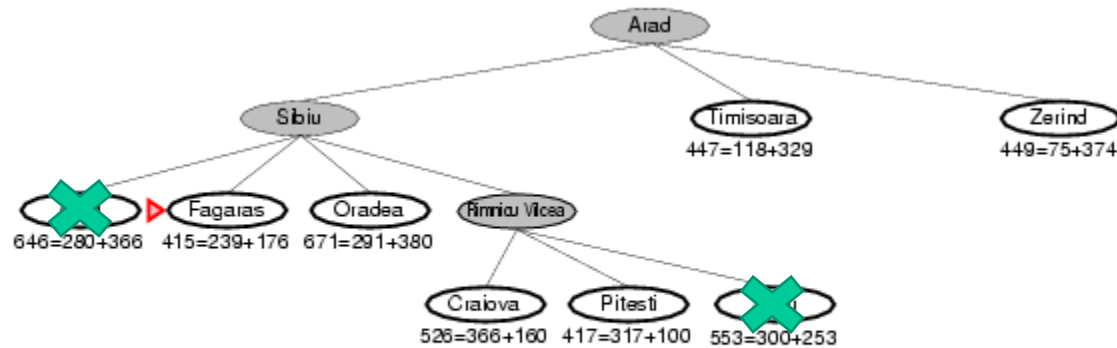 Arad
Sibiu
Timisoara
Zerind
447=118+329
449=75+374
Fagaras
Oradea
Rimnicu Vilcea
646=280+366
415=239+176
671=291+380
Craiova
Pitesti
526=366+160
417=317+100
553=300+253